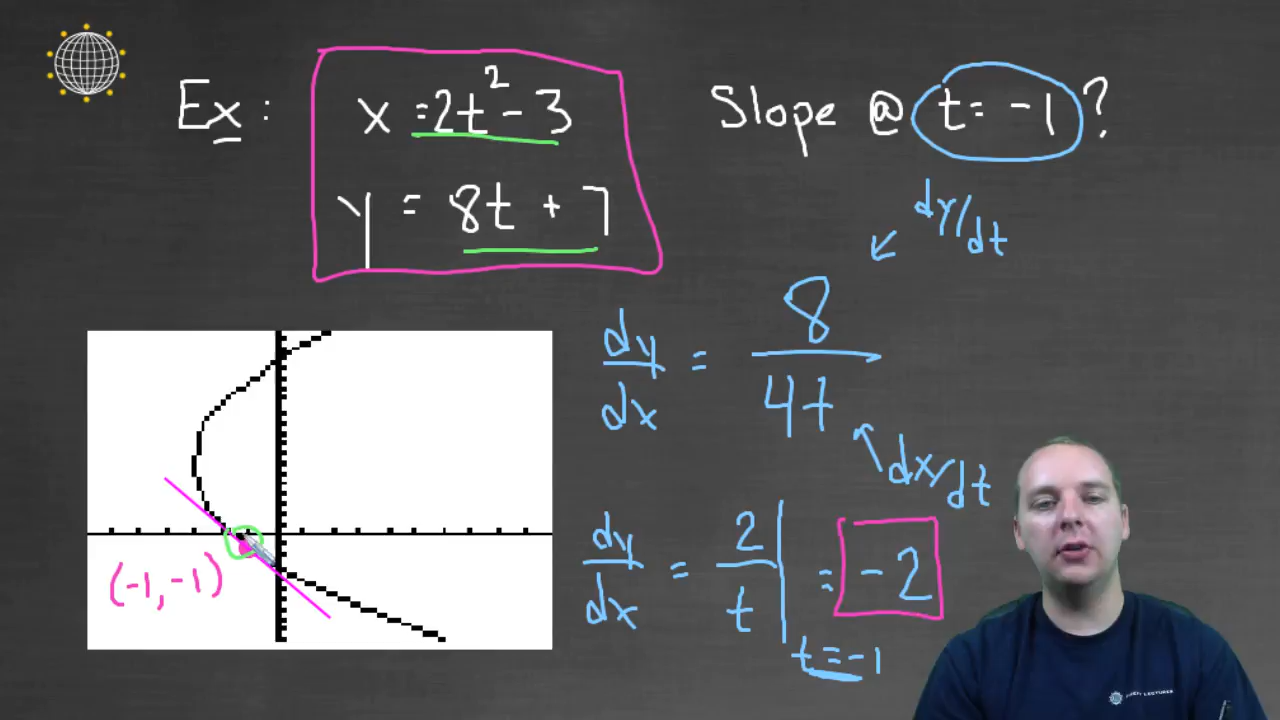 Ex: x = 2t² - 3 Slope @ t = -1?
y = 8t + 7
dy/dt
dy/dx = 8/4t
dx/dt
dy/dx = 2/t |t=-1 = -2
(-1,-1)